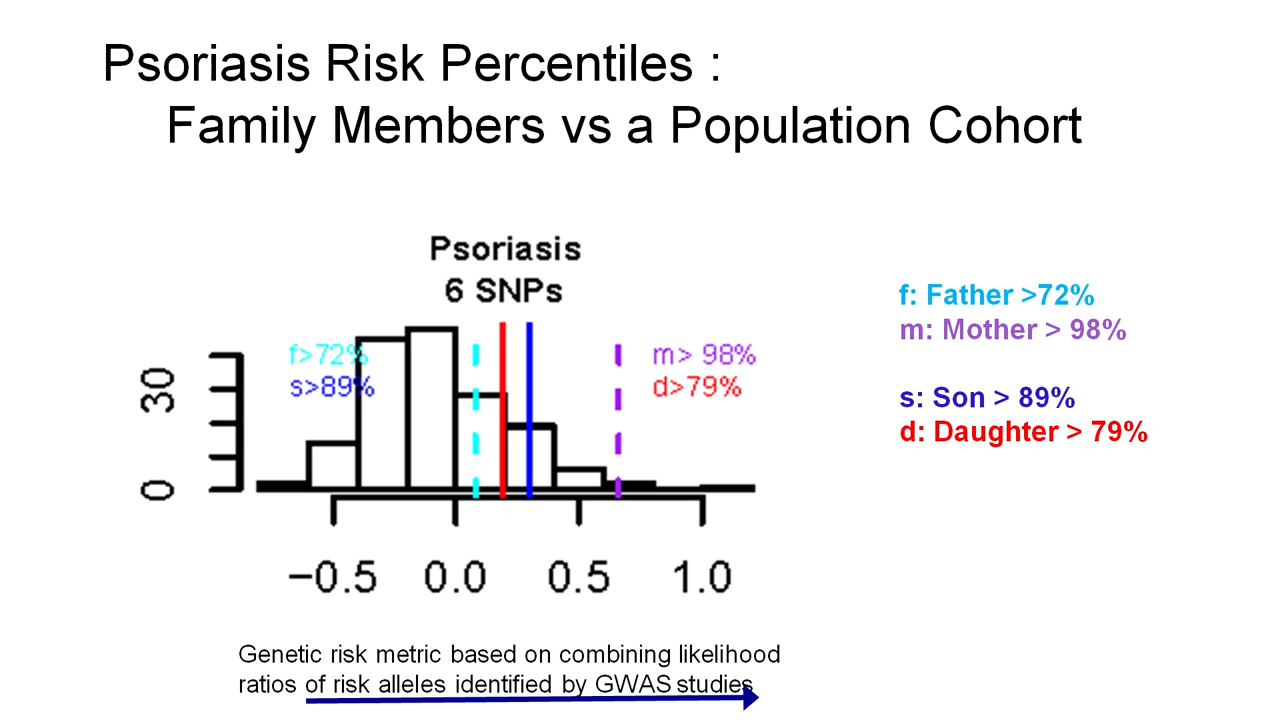 Psoriasis Risk Percentiles :
Family Members vs a Population Cohort
Psoriasis
6 SNPs
f>72%
s>89%
m> 98%
d>79%
30
0
−0.5 0.0 0.5 1.0
f: Father >72%
m: Mother > 98%
s: Son > 89%
d: Daughter > 79%
Genetic risk metric based on combining likelihood
ratios of risk alleles identified by GWAS studies